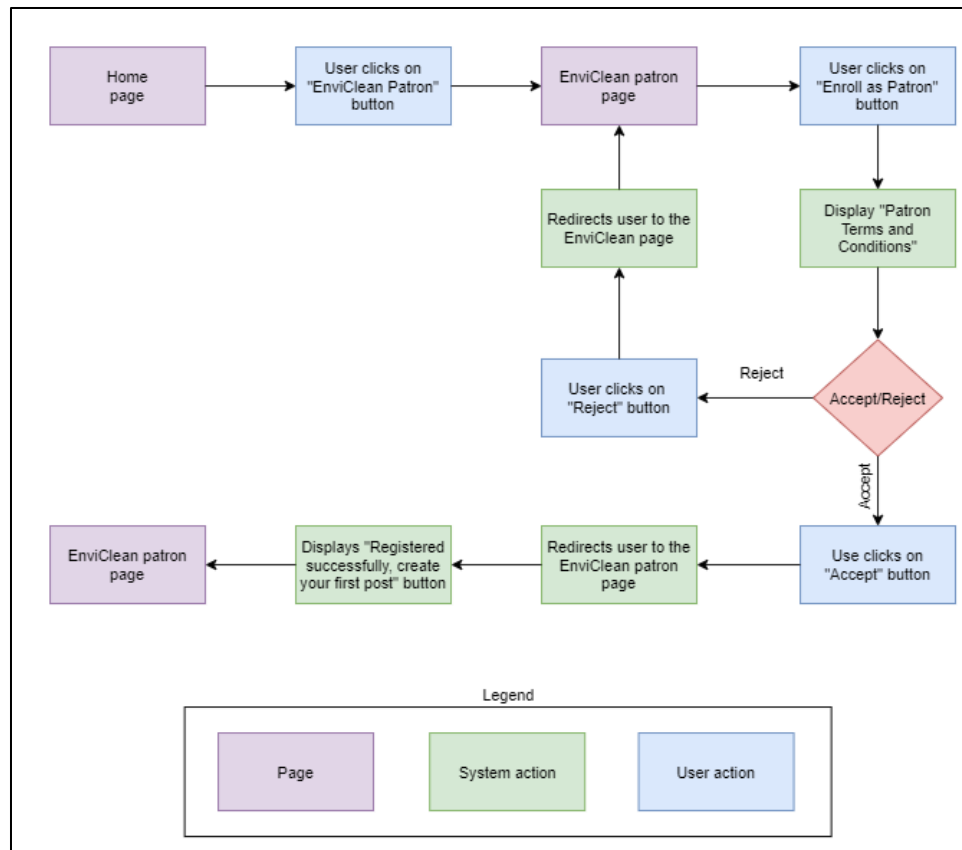 Home
page
User clicks on
"EnviClean Patron"
button
EnviClean patron
page
User clicks on
"Enroll as Patron"
button
Redirects user to the
EnviClean page
Display "Patron
Terms and
Conditions"
User clicks on
"Reject" button
Reject
Accept/Reject
Accept
EnviClean patron
page
Displays "Registered
successfully, create
your first post" button
Redirects user to the
EnviClean patron
page
Use clicks on
"Accept" button
Legend
Page
System action
User action